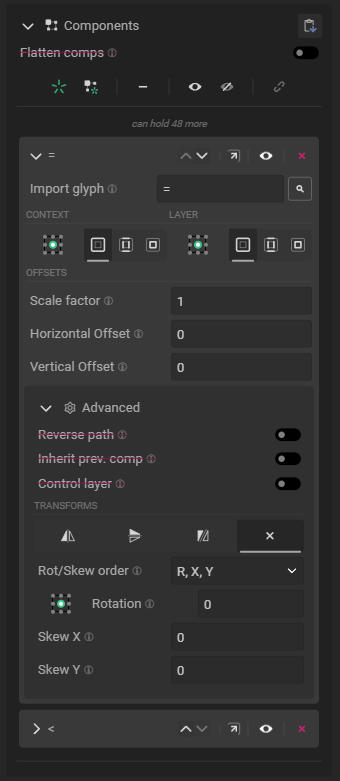 Components
Flatten comps
can hold 48 more
=
Import glyph
=
CONTEXT
LAYER
OFFSETS
Scale factor
1
Horizontal Offset
0
Vertical Offset
0
Advanced
Reverse path
Inherit prev. comp
Control layer
TRANSFORMS
Rot/Skew order
R, X, Y
Rotation
0
Skew X
0
Skew Y
0
<